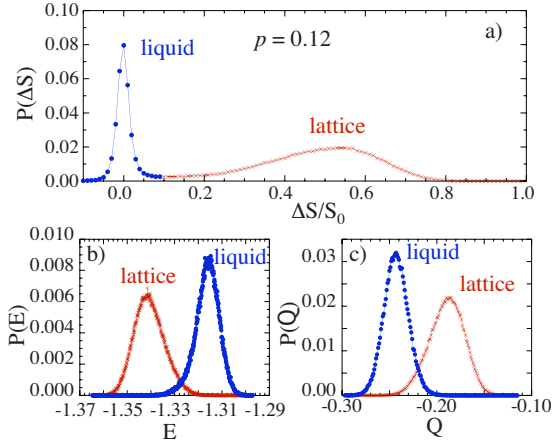 0.10
0.08
0.06
0.04
0.02
0.00
P(ΔS)
liquid
p = 0.12
a)
lattice
0.0 0.2 0.4 0.6 0.8 1.0
ΔS/S0
b)
0.010
0.008
0.006
0.004
0.002
0.000
P(E)
lattice
liquid
-1.37 -1.35 -1.33 -1.31 -1.29
E
c)
0.03
0.02
0.01
0.00
P(Q)
liquid
lattice
-0.30 -0.20 -0.10
Q